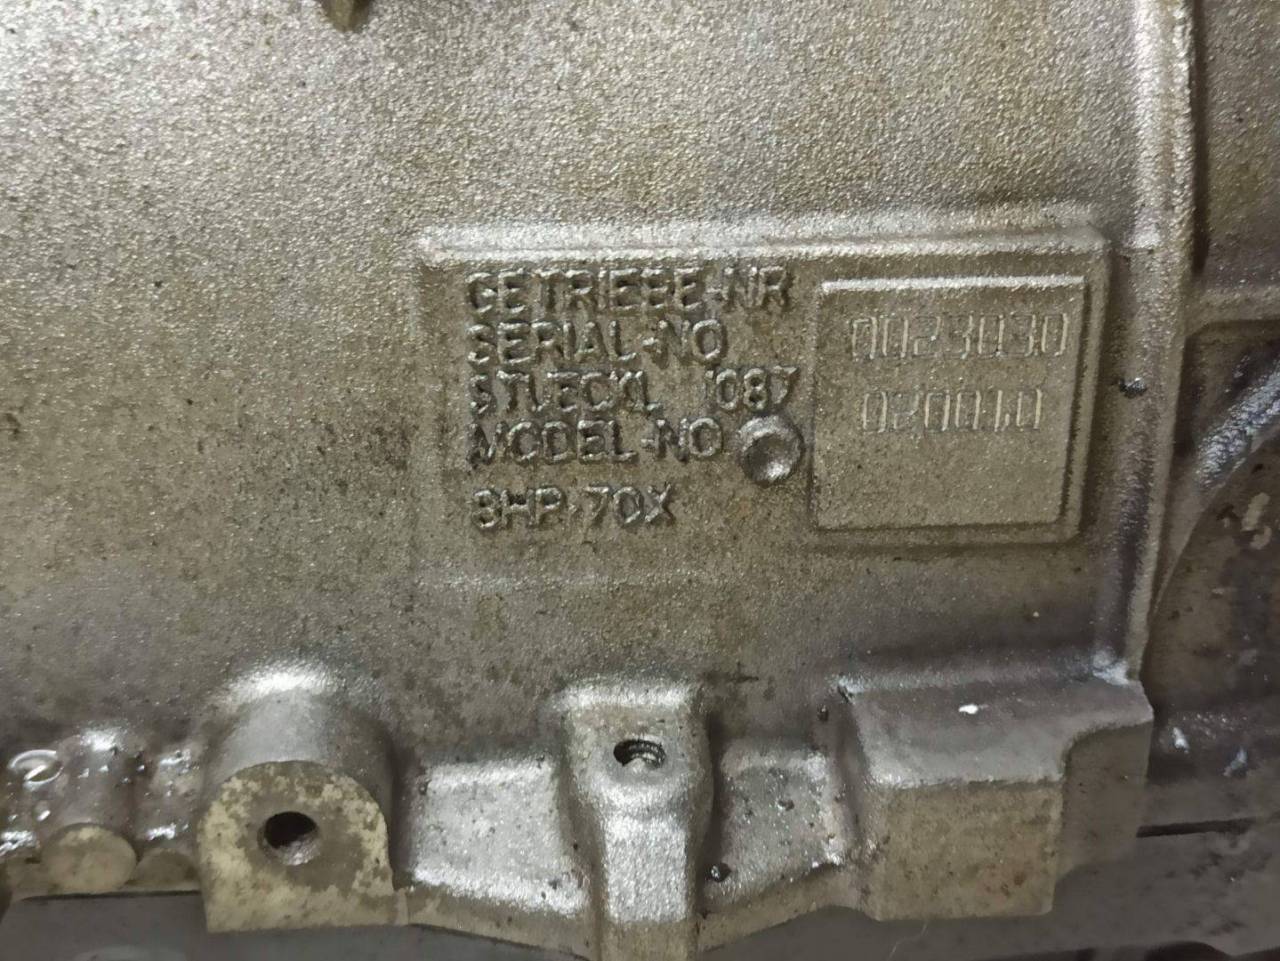 GETRIEBE-NR
SERIAL-NO 0023030
STUECKL 1087 020010
MODEL-NO
8HP-70X